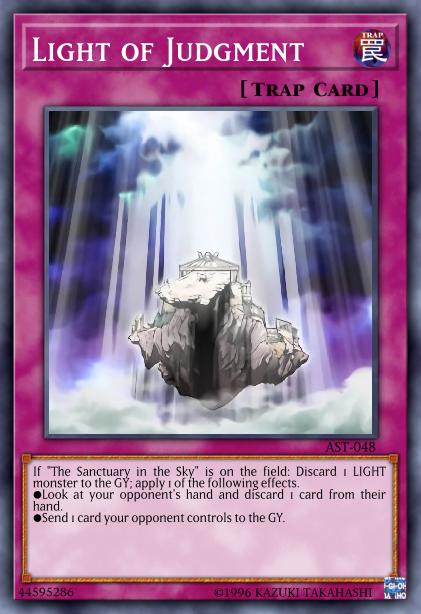 LIGHT OF JUDGMENT
TRAP
罠
[TRAP CARD]
AST-048
If "The Sanctuary in the Sky" is on the field: Discard 1 LIGHT
monster to the GY; apply 1 of the following effects.
●Look at your opponent's hand and discard 1 card from their
hand.
●Send 1 card your opponent controls to the GY.
44595286
©1996 KAZUKI TAKAHASHI